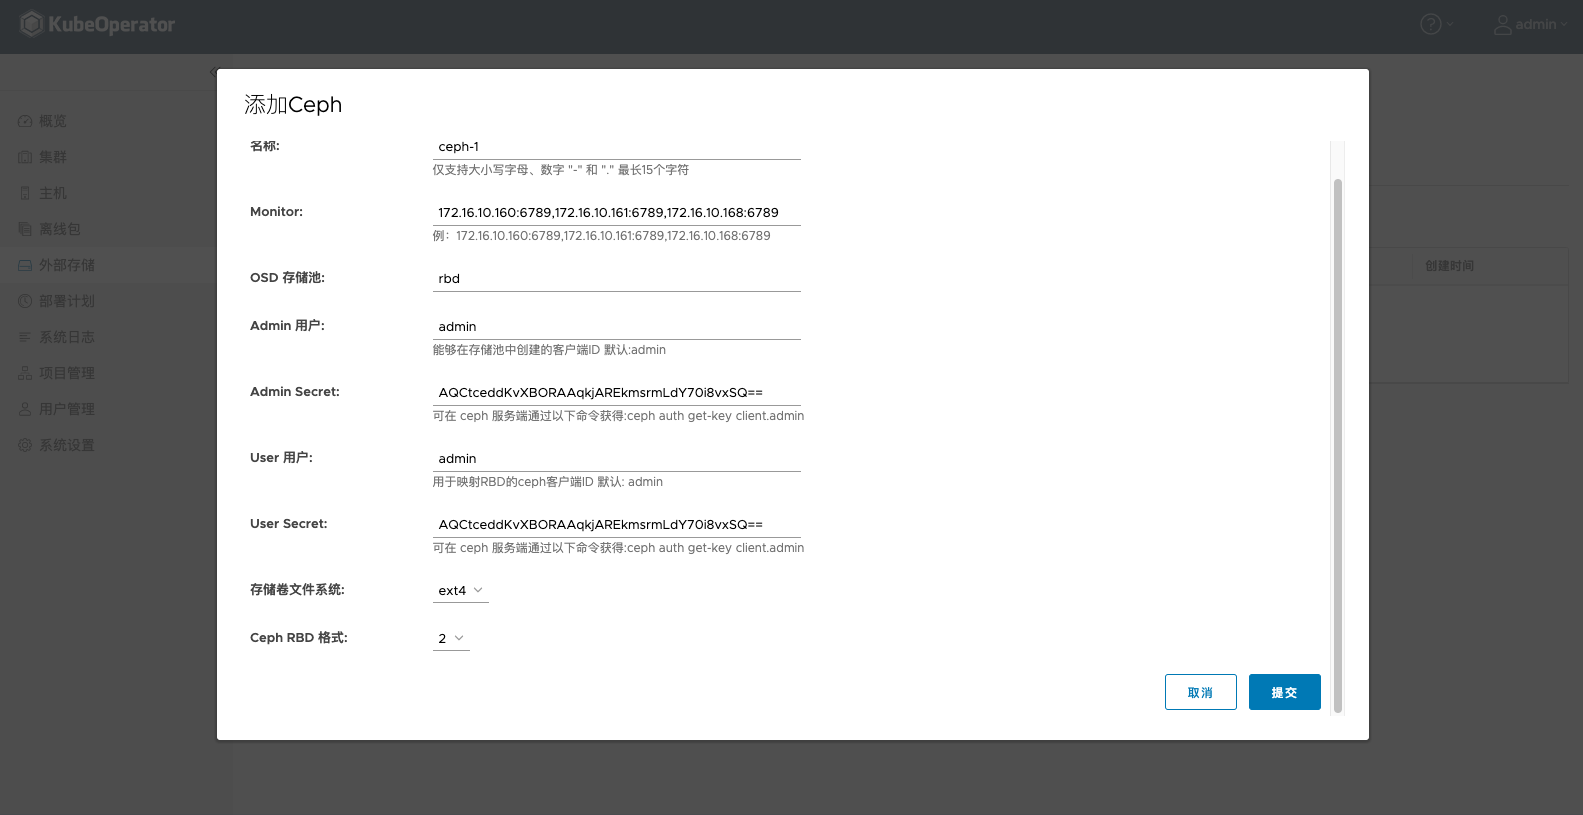 KubeOperator
admin
概览
集群
主机
离线包
外部存储
部署计划
系统日志
项目管理
用户管理
系统设置
创建时间
添加Ceph
名称:
ceph-1
仅支持大小写字母、数字 "-" 和 "." 最长15个字符
Monitor:
172.16.10.160:6789,172.16.10.161:6789,172.16.10.168:6789
例：172.16.10.160:6789,172.16.10.161:6789,172.16.10.168:6789
OSD 存储池:
rbd
Admin 用户:
admin
能够在存储池中创建的客户端ID 默认:admin
Admin Secret:
AQCtceddKvXBORAAqkjAREkmsrmLdY70i8vxSQ==
可在 ceph 服务端通过以下命令获得:ceph auth get-key client.admin
User 用户:
admin
用于映射RBD的ceph客户端ID 默认: admin
User Secret:
AQCtceddKvXBORAAqkjAREkmsrmLdY70i8vxSQ==
可在 ceph 服务端通过以下命令获得:ceph auth get-key client.admin
存储卷文件系统:
ext4
Ceph RBD 格式:
2
取消
提交